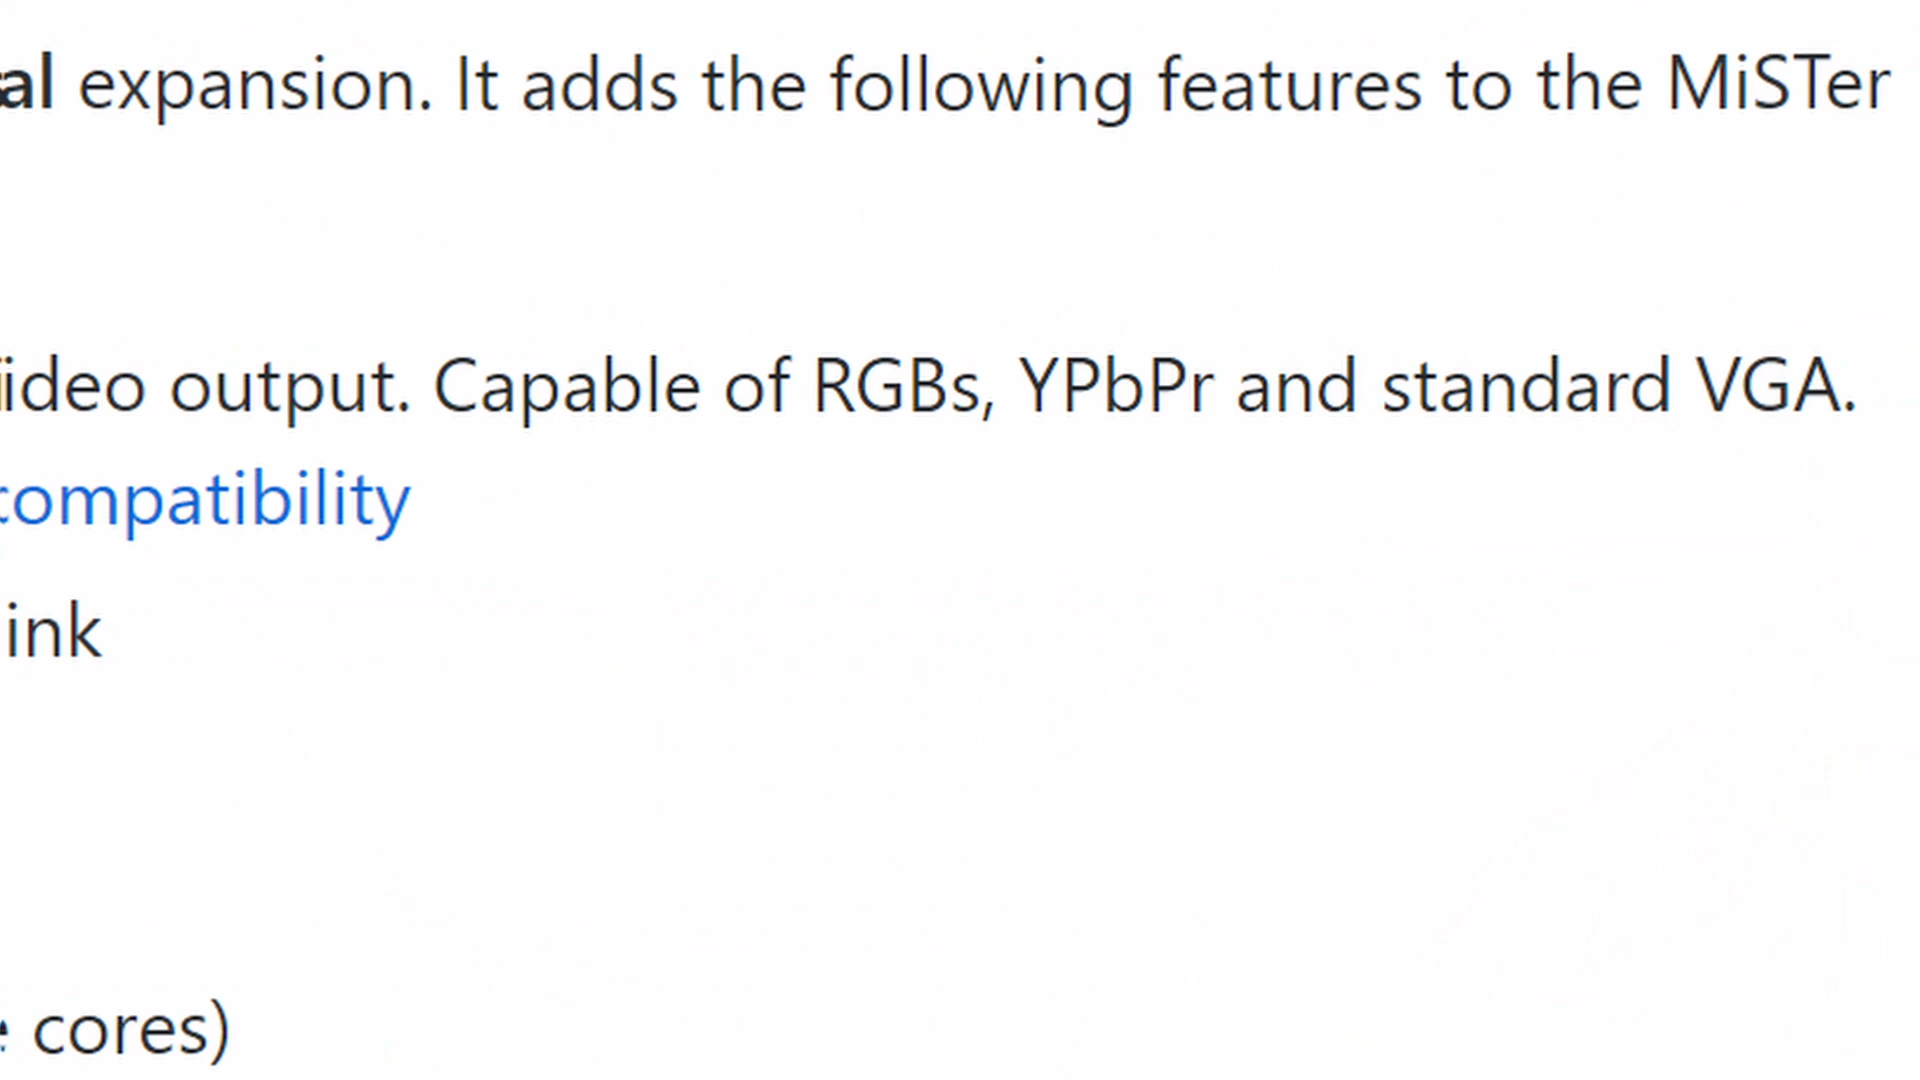 al expansion. It adds the following features to the MiSTer
ideo output. Capable of RGBs, YPbPr and standard VGA.
compatibility
ink
cores)